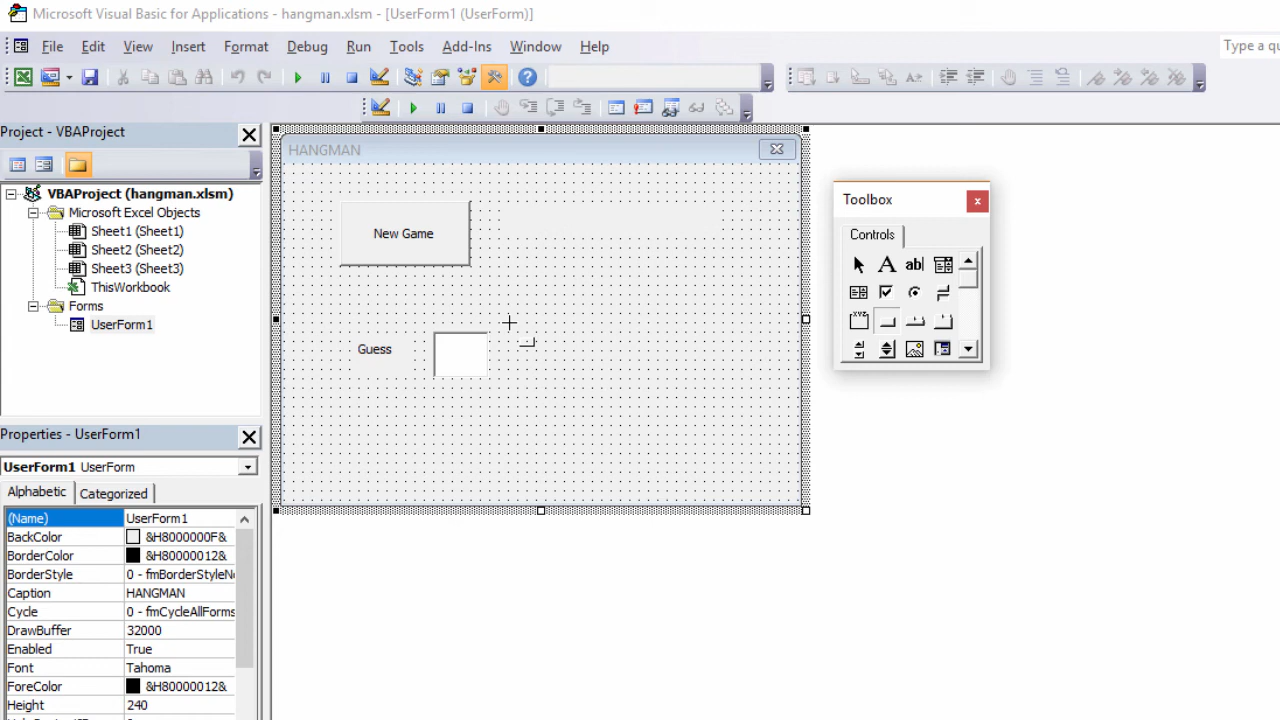 Microsoft Visual Basic for Applications - hangman.xlsm - [UserForm1 (UserForm)]
File Edit View Insert Format Debug Run Tools Add-Ins Window Help
Type a qu
Project - VBAProject
VBAProject (hangman.xlsm)
Microsoft Excel Objects
Sheet1 (Sheet1)
Sheet2 (Sheet2)
Sheet3 (Sheet3)
ThisWorkbook
Forms
UserForm1
HANGMAN
New Game
Guess
Toolbox
Controls
A
ab
XYZ
Properties - UserForm1
UserForm1 UserForm
Alphabetic Categorized
(Name) UserForm1
BackColor &H8000000F&
BorderColor &H80000012&
BorderStyle 0 - fmBorderStyleNo
Caption HANGMAN
Cycle 0 - fmCycleAllForms
DrawBuffer 32000
Enabled True
Font Tahoma
ForeColor &H80000012&
Height 240